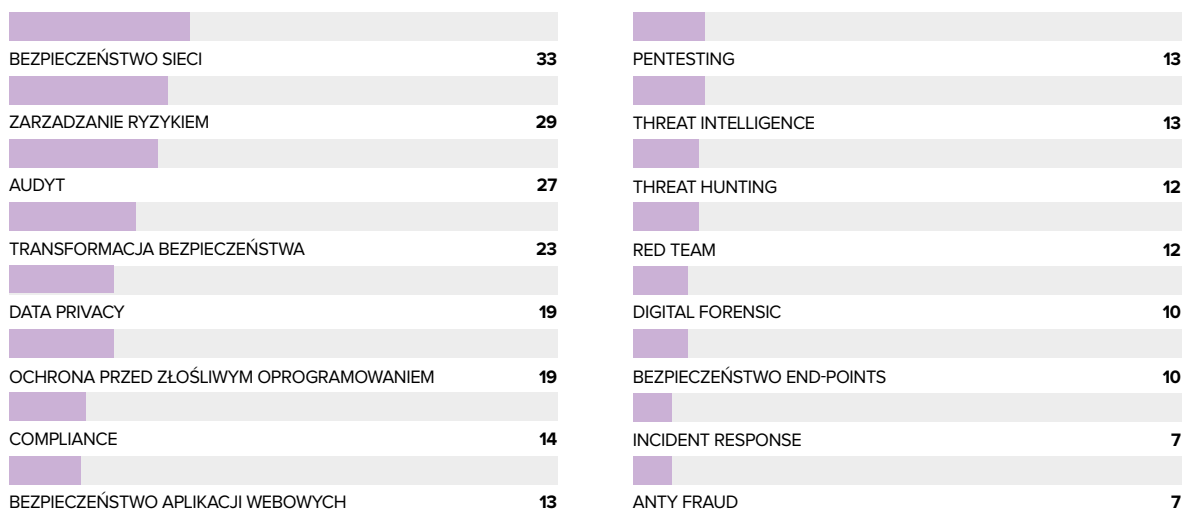 BEZPIECZEŃSTWO SIECI 33
ZARZADZANIE RYZYKIEM 29
AUDYT 27
TRANSFORMACJA BEZPIECZEŃSTWA 23
DATA PRIVACY 19
OCHRONA PRZED ZŁOŚLIWYM OPROGRAMOWANIEM 19
COMPLIANCE 14
BEZPIECZEŃSTWO APLIKACJI WEBOWYCH 13
PENTESTING 13
THREAT INTELLIGENCE 13
THREAT HUNTING 12
RED TEAM 12
DIGITAL FORENSIC 10
BEZPIECZEŃSTWO END-POINTS 10
INCIDENT RESPONSE 7
ANTY FRAUD 7